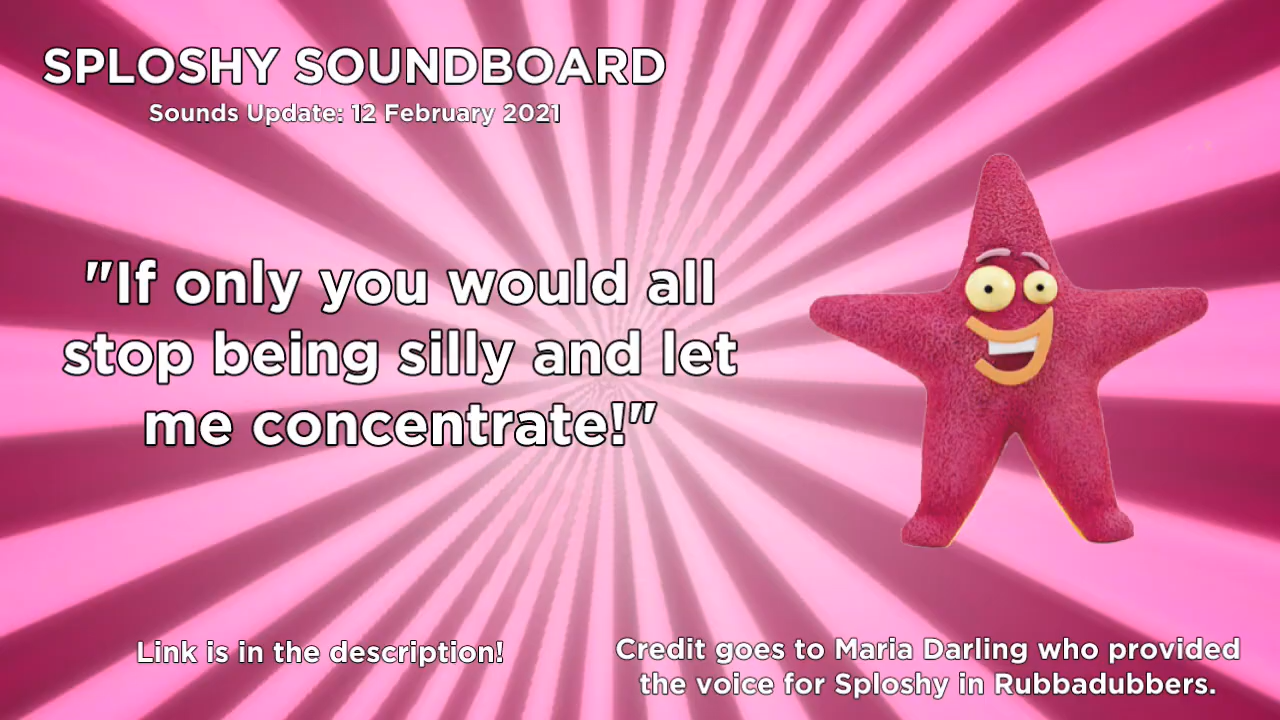 SPLOSHY SOUNDBOARD
Sounds Update: 12 February 2021
"If only you would all
stop being silly and let
me concentrate!"
Link is in the description!
Credit goes to Maria Darling who provided
the voice for Sploshy in Rubbadubbers.